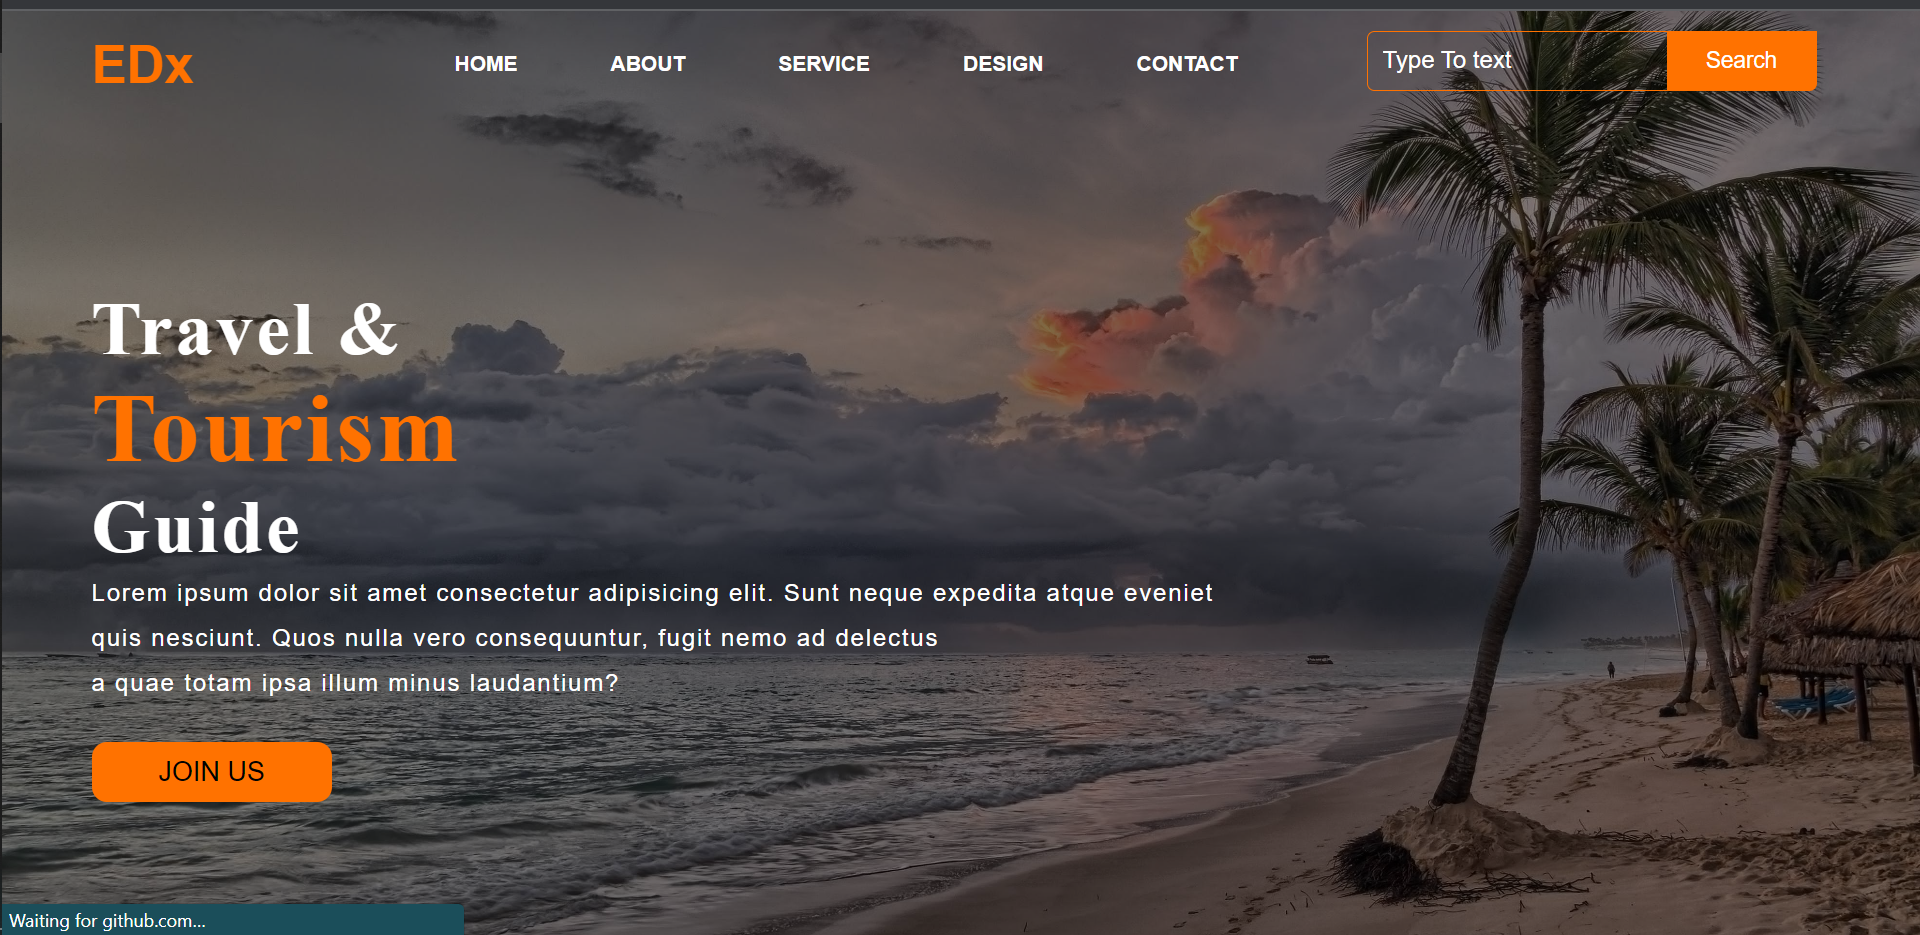 EDx
HOME ABOUT SERVICE DESIGN CONTACT
Type To text Search
Travel &
Tourism
Guide
Lorem ipsum dolor sit amet consectetur adipisicing elit. Sunt neque expedita atque eveniet
quis nesciunt. Quos nulla vero consequuntur, fugit nemo ad delectus
a quae totam ipsa illum minus laudantium?
JOIN US
Waiting for github.com...